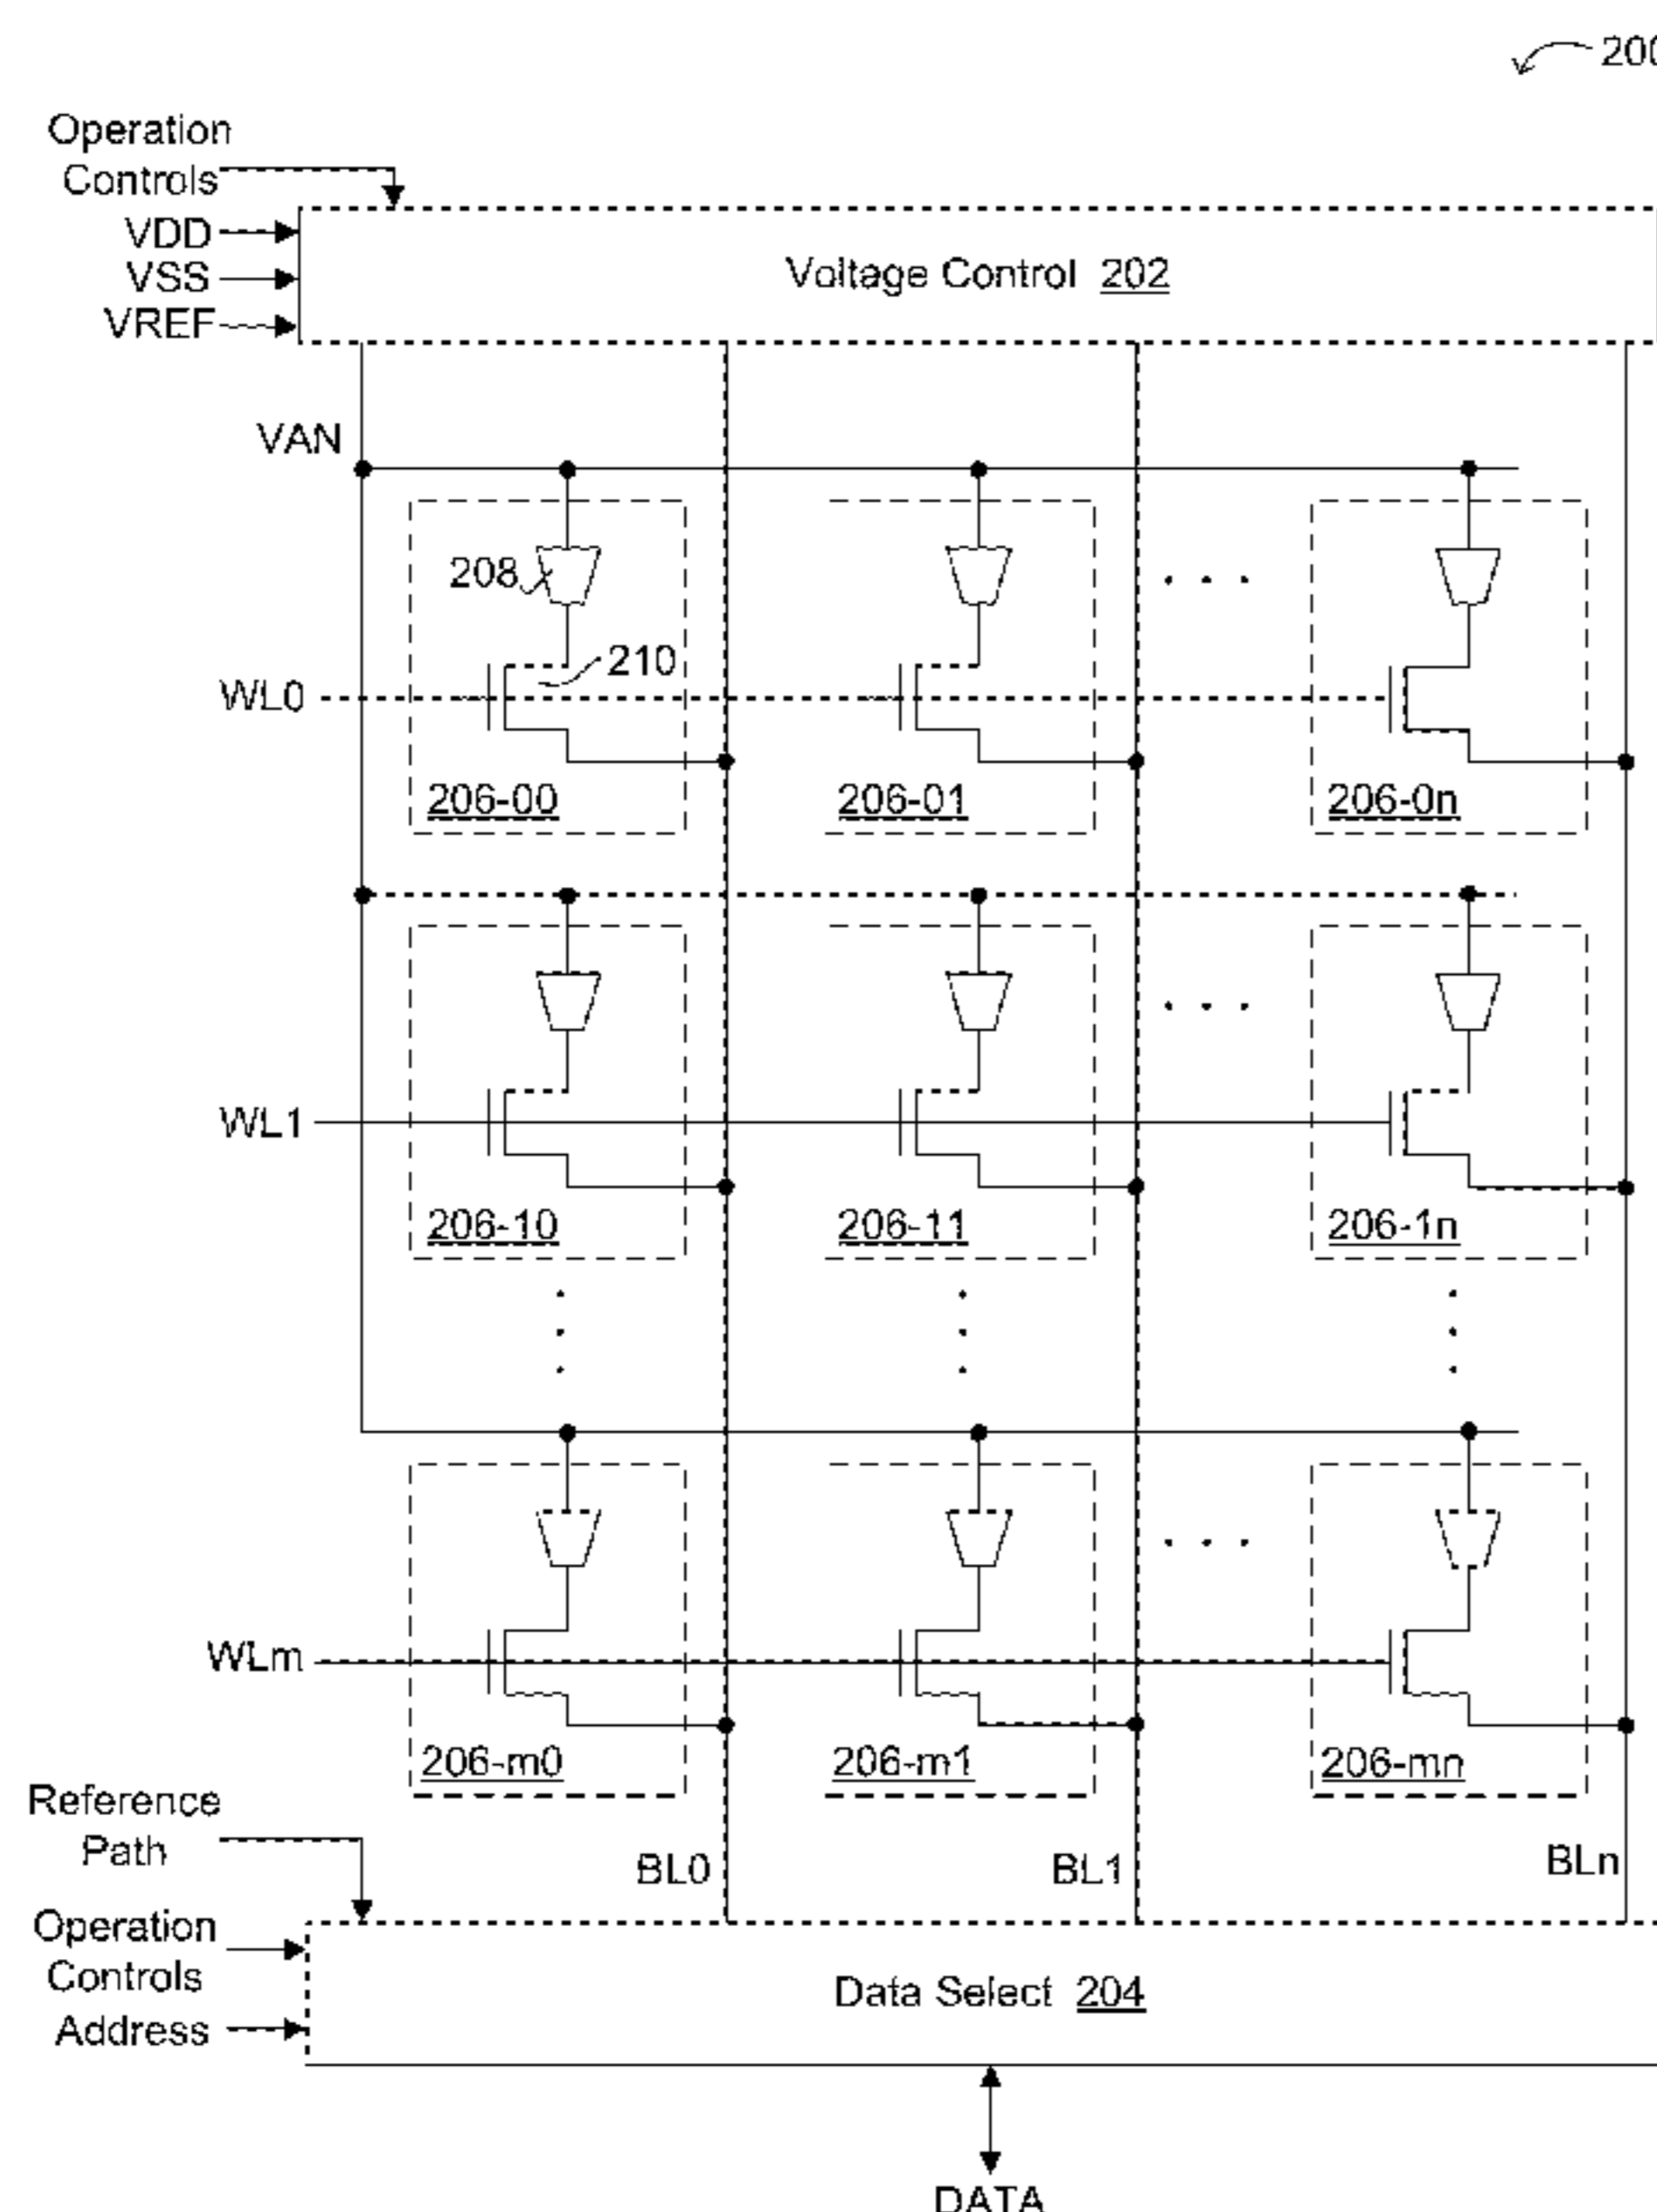 200
Operation
Controls
VDD
VSS
VREF
Voltage Control 202
VAN
208
210
WL0
206-00
206-01
206-0n
WL1
206-10
206-11
206-1n
WLm
206-m0
206-m1
206-mn
Reference
Path
BL0
BL1
BLn
Operation
Controls
Address
Data Select 204
DATA